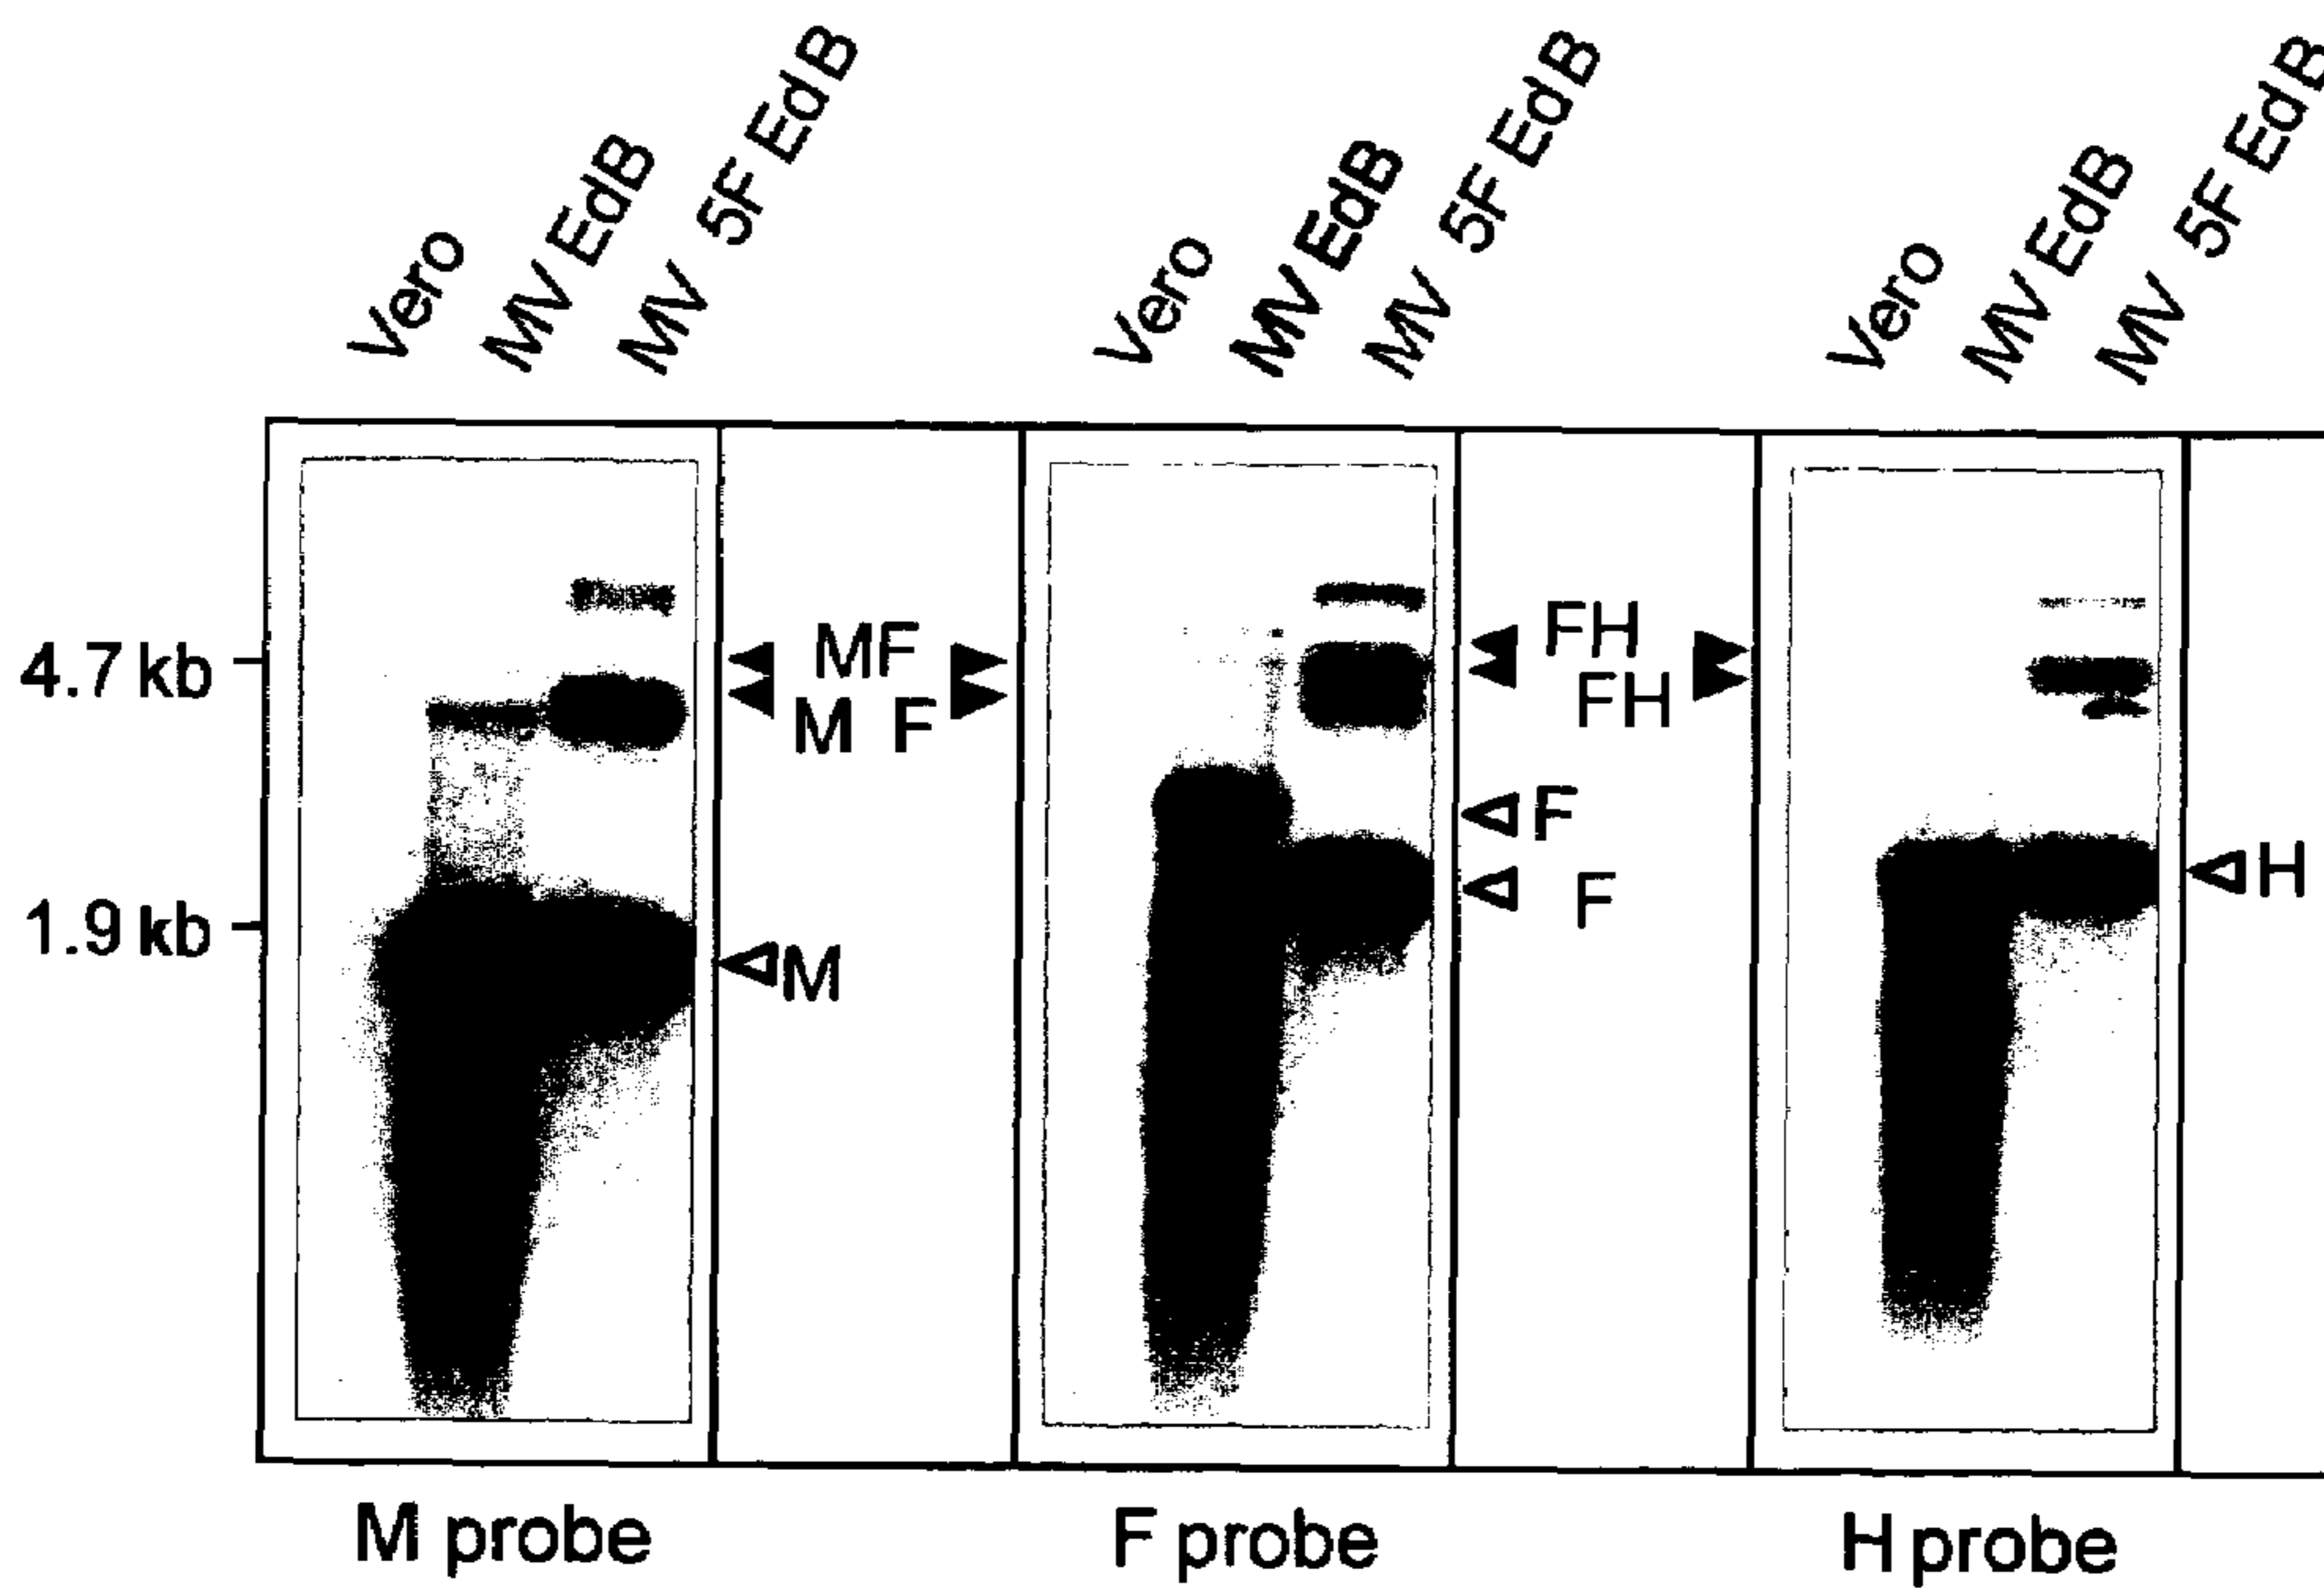 Vero
MV EdB
MV 5F EdB
Vero
MV EdB
MV 5F EdB
Vero
MV EdB
MV 5F EdB
4.7 kb
MF
FH
M F
FH
F
H
F
1.9 kb
M
M probe
F probe
H probe